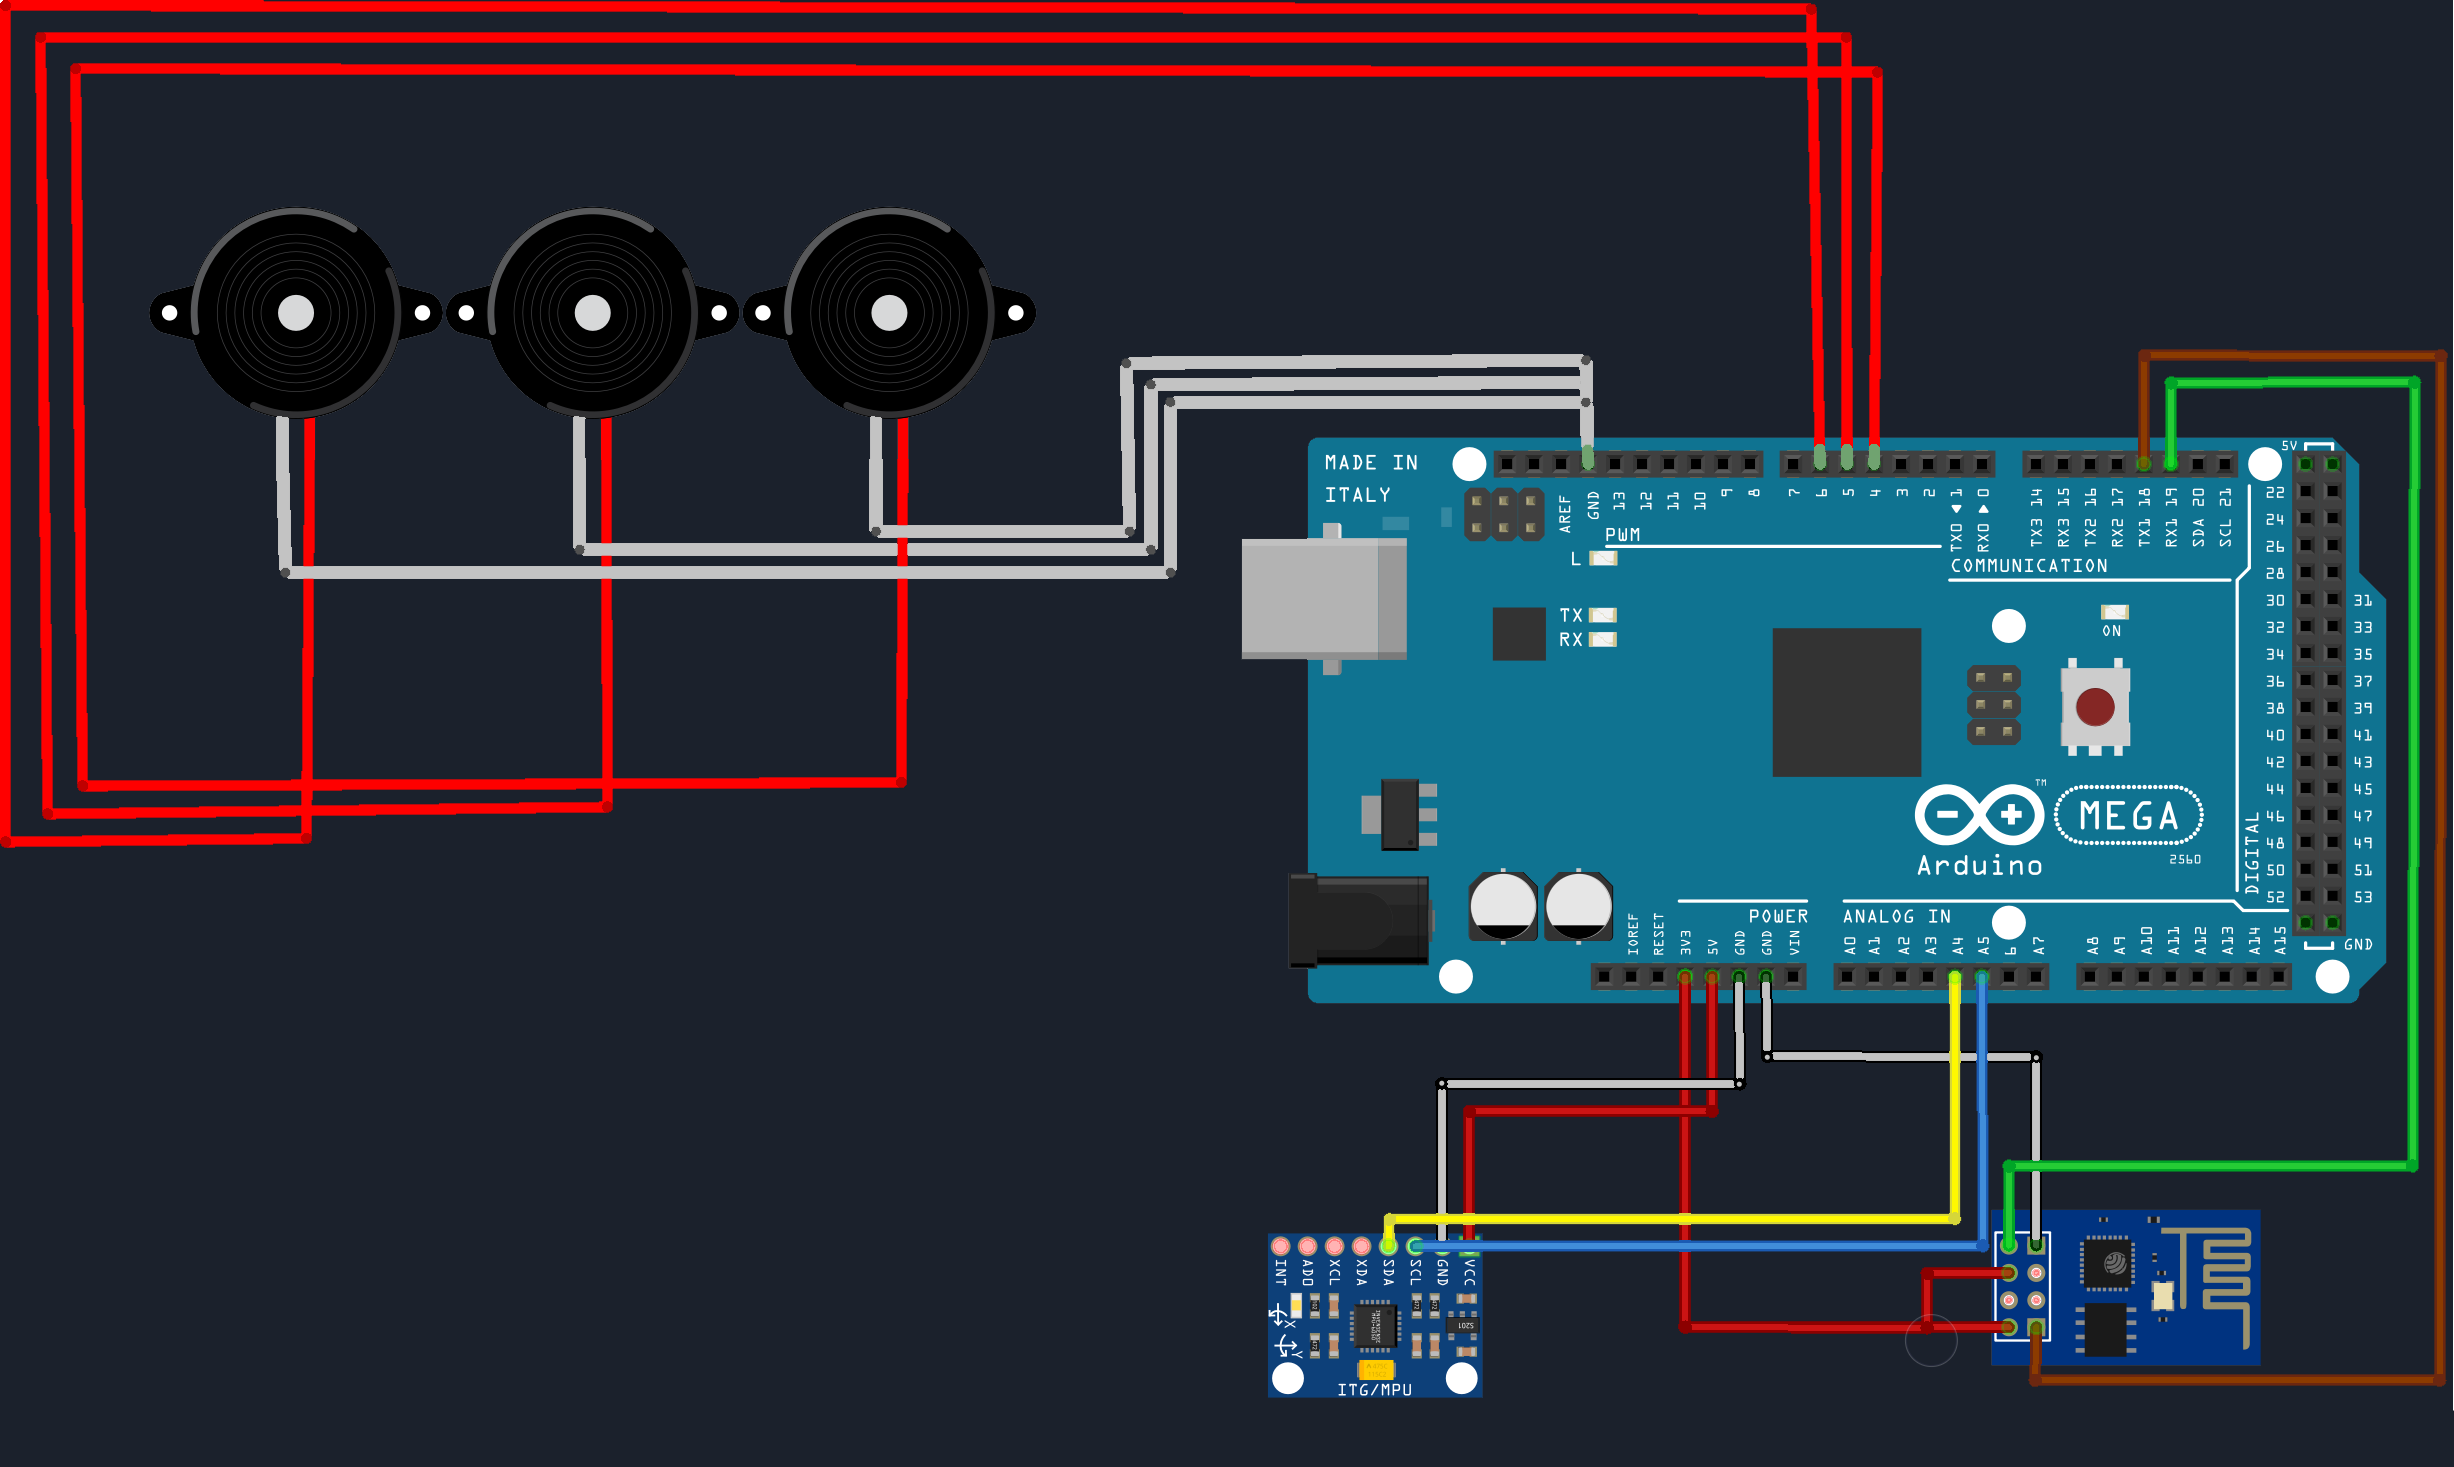 MADE IN
ITALY
AREF
GND
13
12
11
10
9
8
7
6
5
4
3
2
TX0 ▶ 1
RX0 ◀ 0
TX3 14
RX3 15
TX2 16
RX2 17
TX1 18
RX1 19
SDA 20
SCL 21
5V
PWM
L
COMMUNICATION
TX
RX
ON
22
24
26
28
30
31
32
33
34
35
36
37
38
39
40
41
42
43
44
45
46
47
48
49
50
51
52
53
DIGITAL
GND
TM
MEGA
2560
Arduino
POWER
ANALOG IN
IOREF
RESET
3V3
5V
GND
GND
VIN
A0
A1
A2
A3
A4
A5
6
A7
A8
A9
A10
A11
A12
A13
A14
A15
INT
ADO
XCL
XDA
SDA
SCL
GND
VCC
X
Y
472
472
5201
ITG/MPU